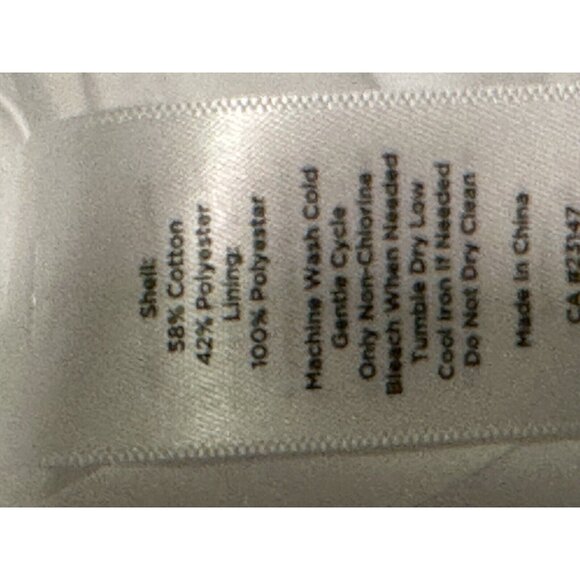 Shell:
58% Cotton
42% Polyester
Lining:
100% Polyester
Machine Wash Cold
Gentle Cycle
Only Non-Chlorine
Bleach When Needed
Tumble Dry Low
Cool Iron If Needed
Do Not Dry Clean
Made In China
CA